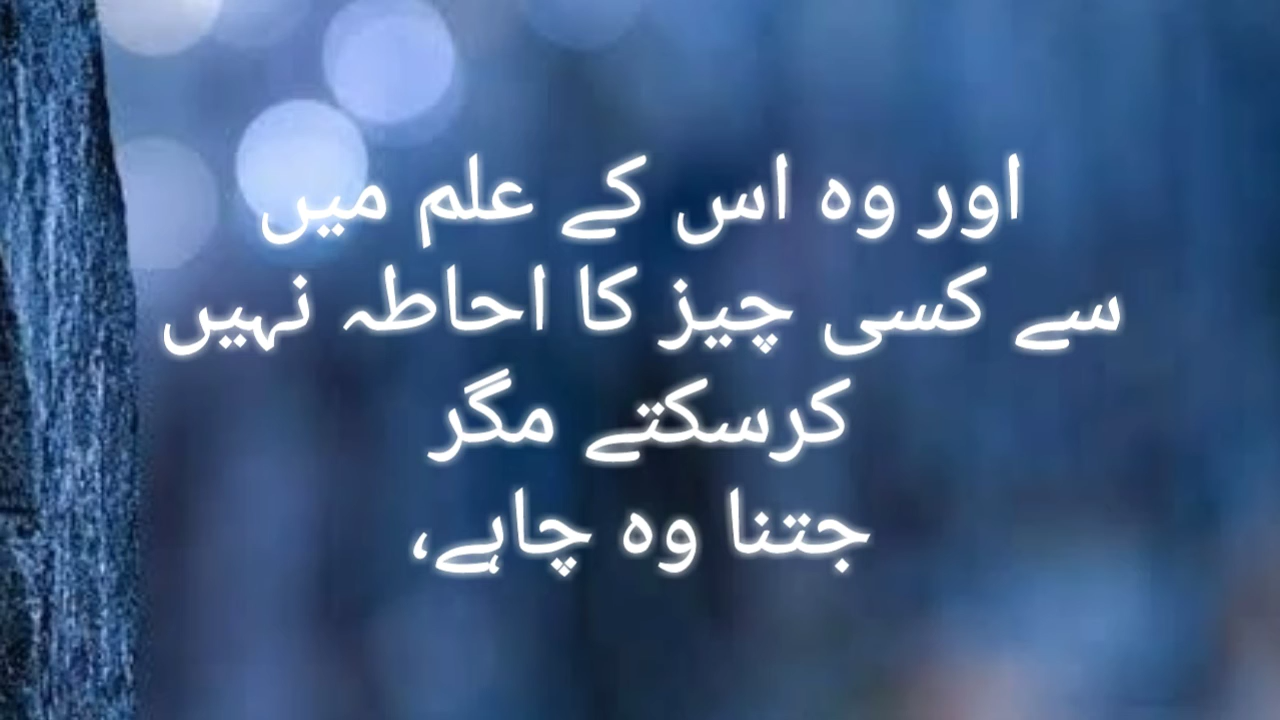 اور وہ اس کے علم میں
سے کسی چیز کا احاطہ نہیں
کرسکتے مگر
جتنا وہ چاہے،